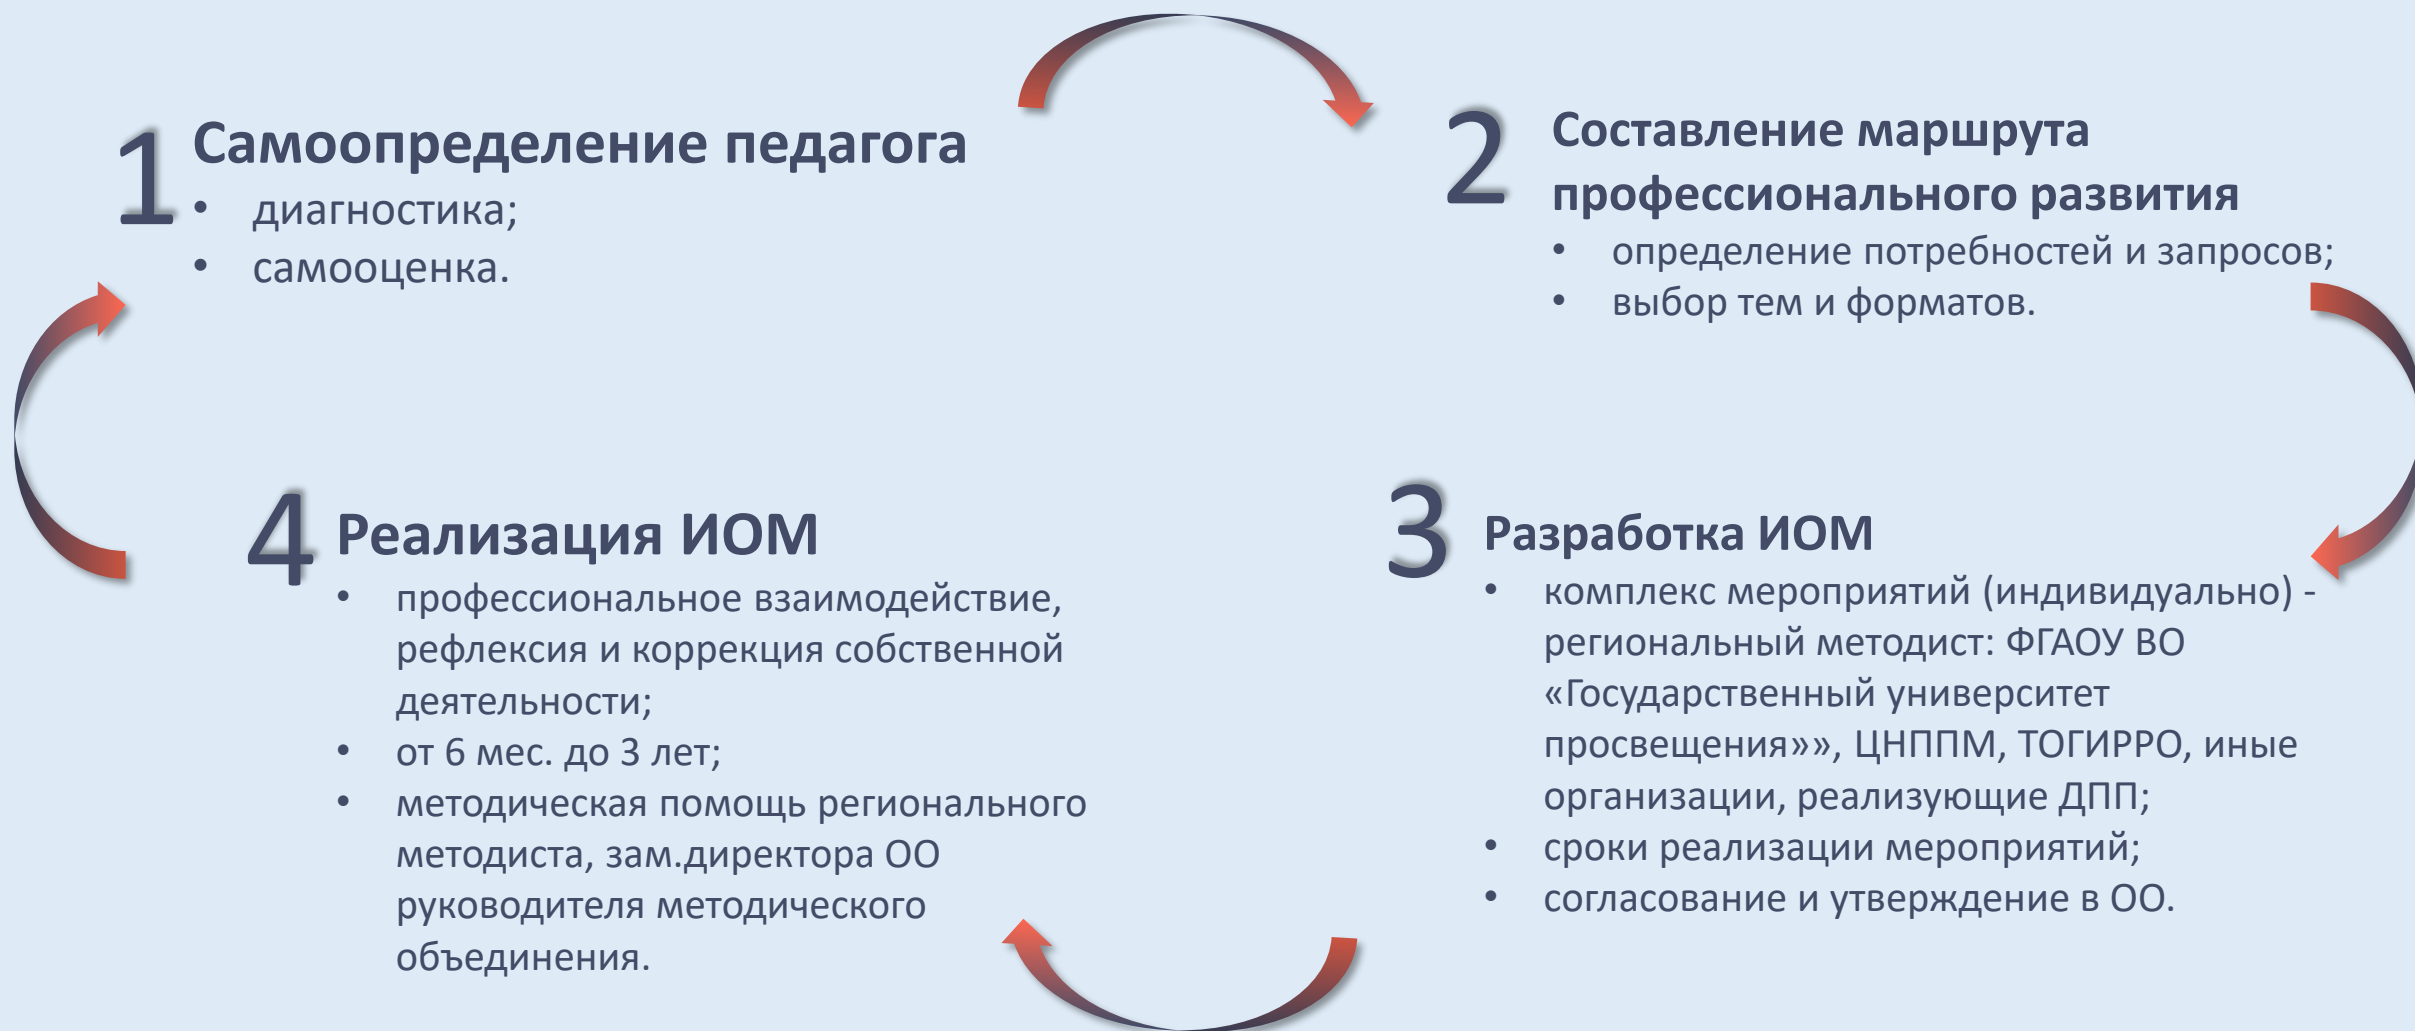 1
Самоопределение педагога
• диагностика;
• самооценка.
2
Составление маршрута
профессионального развития
• определение потребностей и запросов;
• выбор тем и форматов.
3
Разработка ИОМ
• комплекс мероприятий (индивидуально) -
региональный методист: ФГАОУ ВО
«Государственный университет
просвещения»», ЦНППМ, ТОГИРРО, иные
организации, реализующие ДПП;
• сроки реализации мероприятий;
• согласование и утверждение в ОО.
4
Реализация ИОМ
• профессиональное взаимодействие,
рефлексия и коррекция собственной
деятельности;
• от 6 мес. до 3 лет;
• методическая помощь регионального
методиста, зам.директора ОО
руководителя методического
объединения.